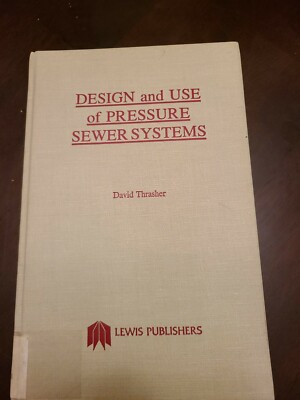 DESIGN and USE
of PRESSURE
SEWER SYSTEMS
David Thrasher
LEWIS PUBLISHERS